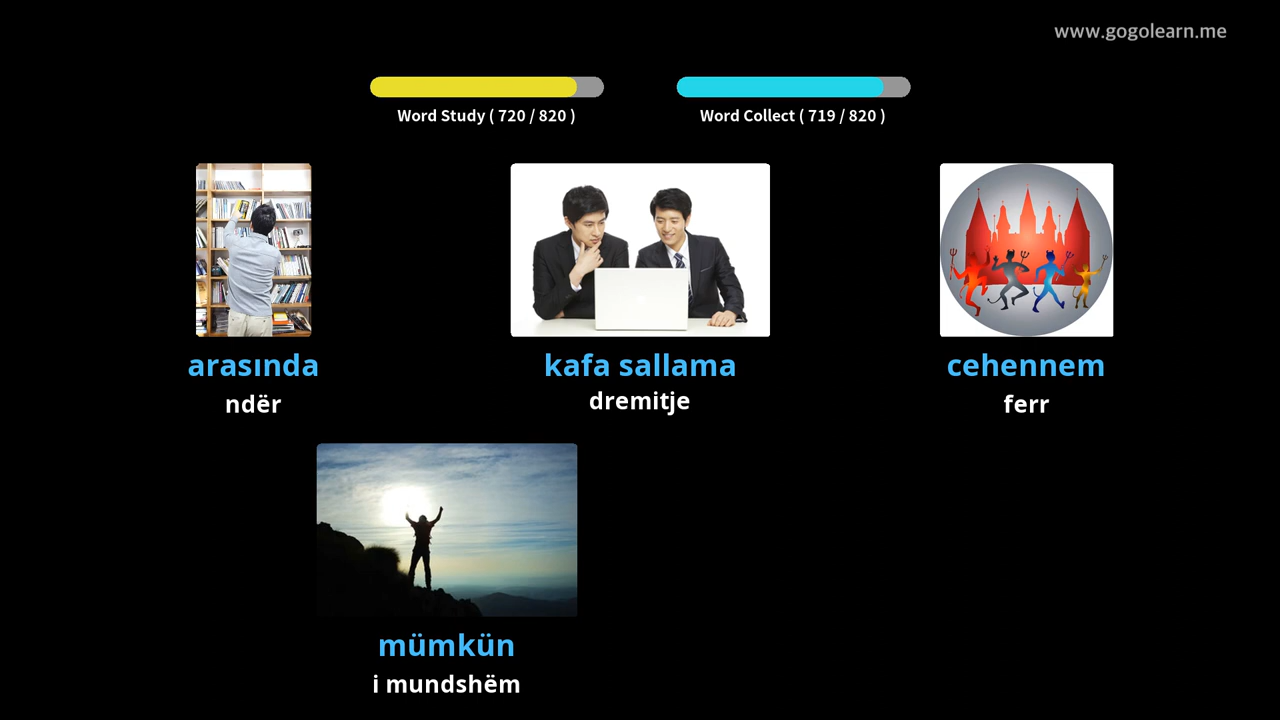 www.gogolearn.me
Word Study ( 720 / 820 )
Word Collect ( 719 / 820 )
arasında
ndër
kafa sallama
dremitje
cehennem
ferr
mümkün
i mundshëm